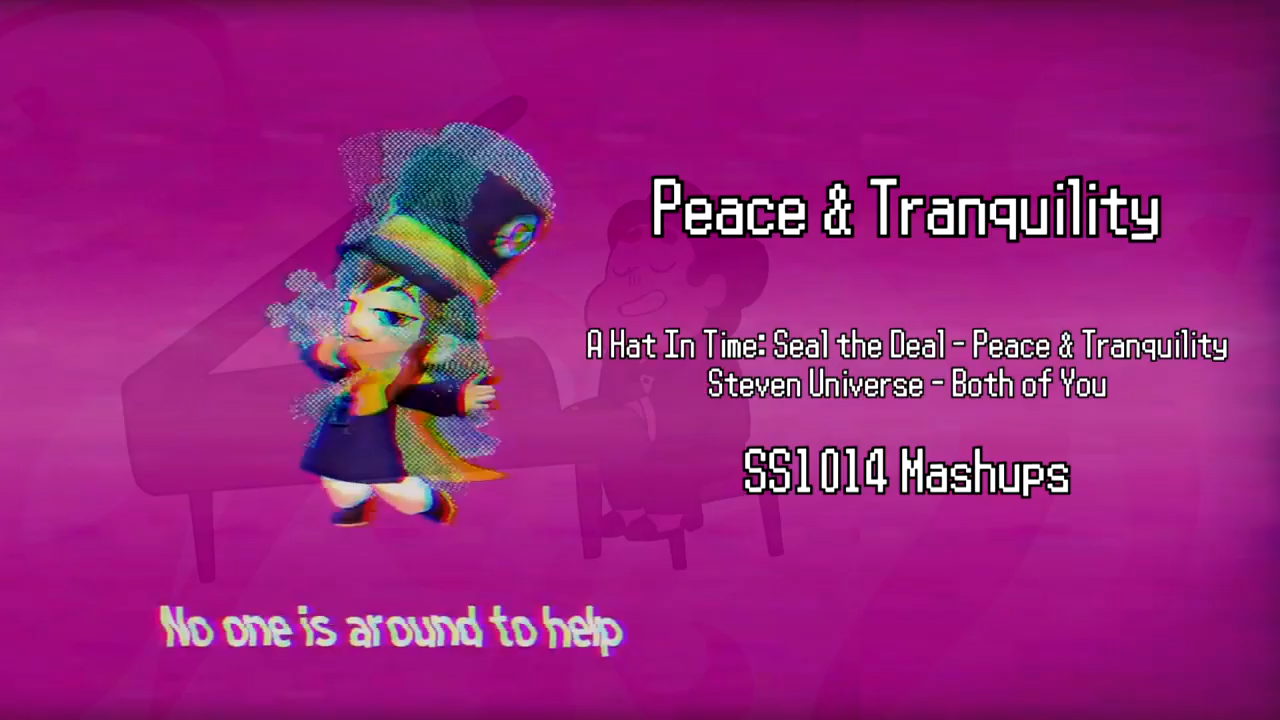 Peace & Tranquility
A Hat In Time: Seal the Deal - Peace & Tranquility
Steven Universe - Both of You
SS1014 Mashups
No one is around to help